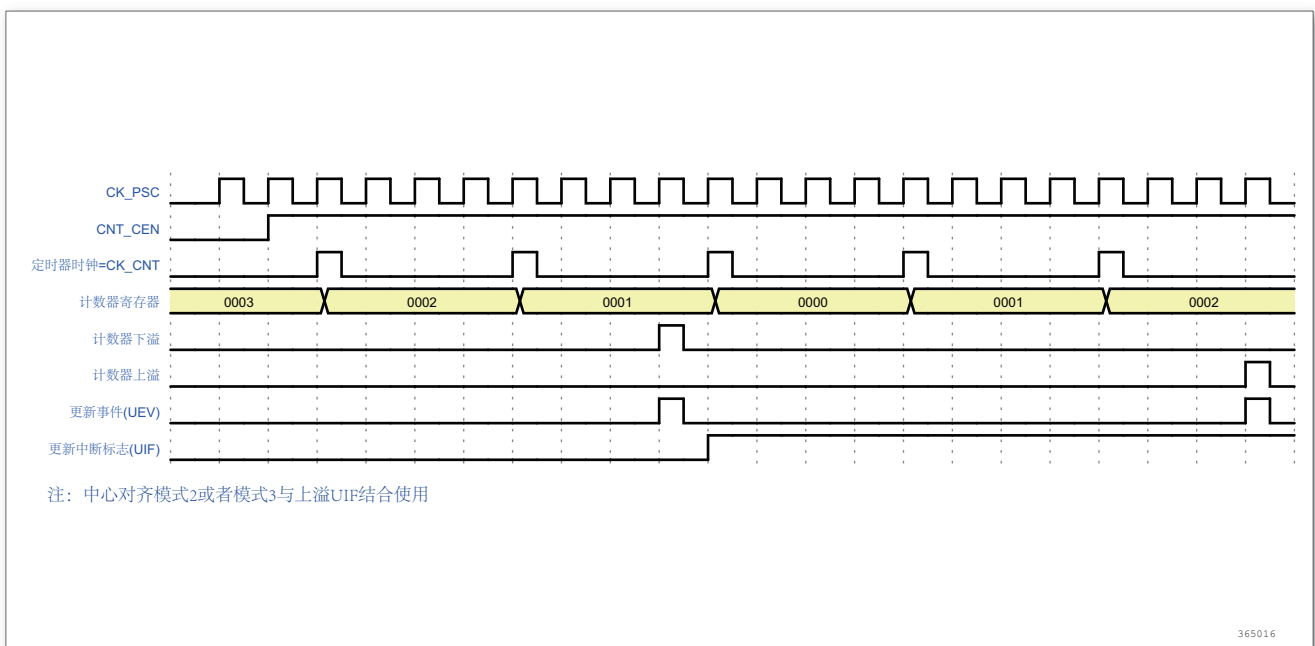 CK_PSC
CNT_CEN
定时器时钟=CK_CNT
计数器寄存器 0003 0002 0001 0000 0001 0002
计数器下溢
计数器上溢
更新事件(UEV)
更新中断标志(UIF)
注：中心对齐模式2或者模式3与上溢UIF结合使用
365016